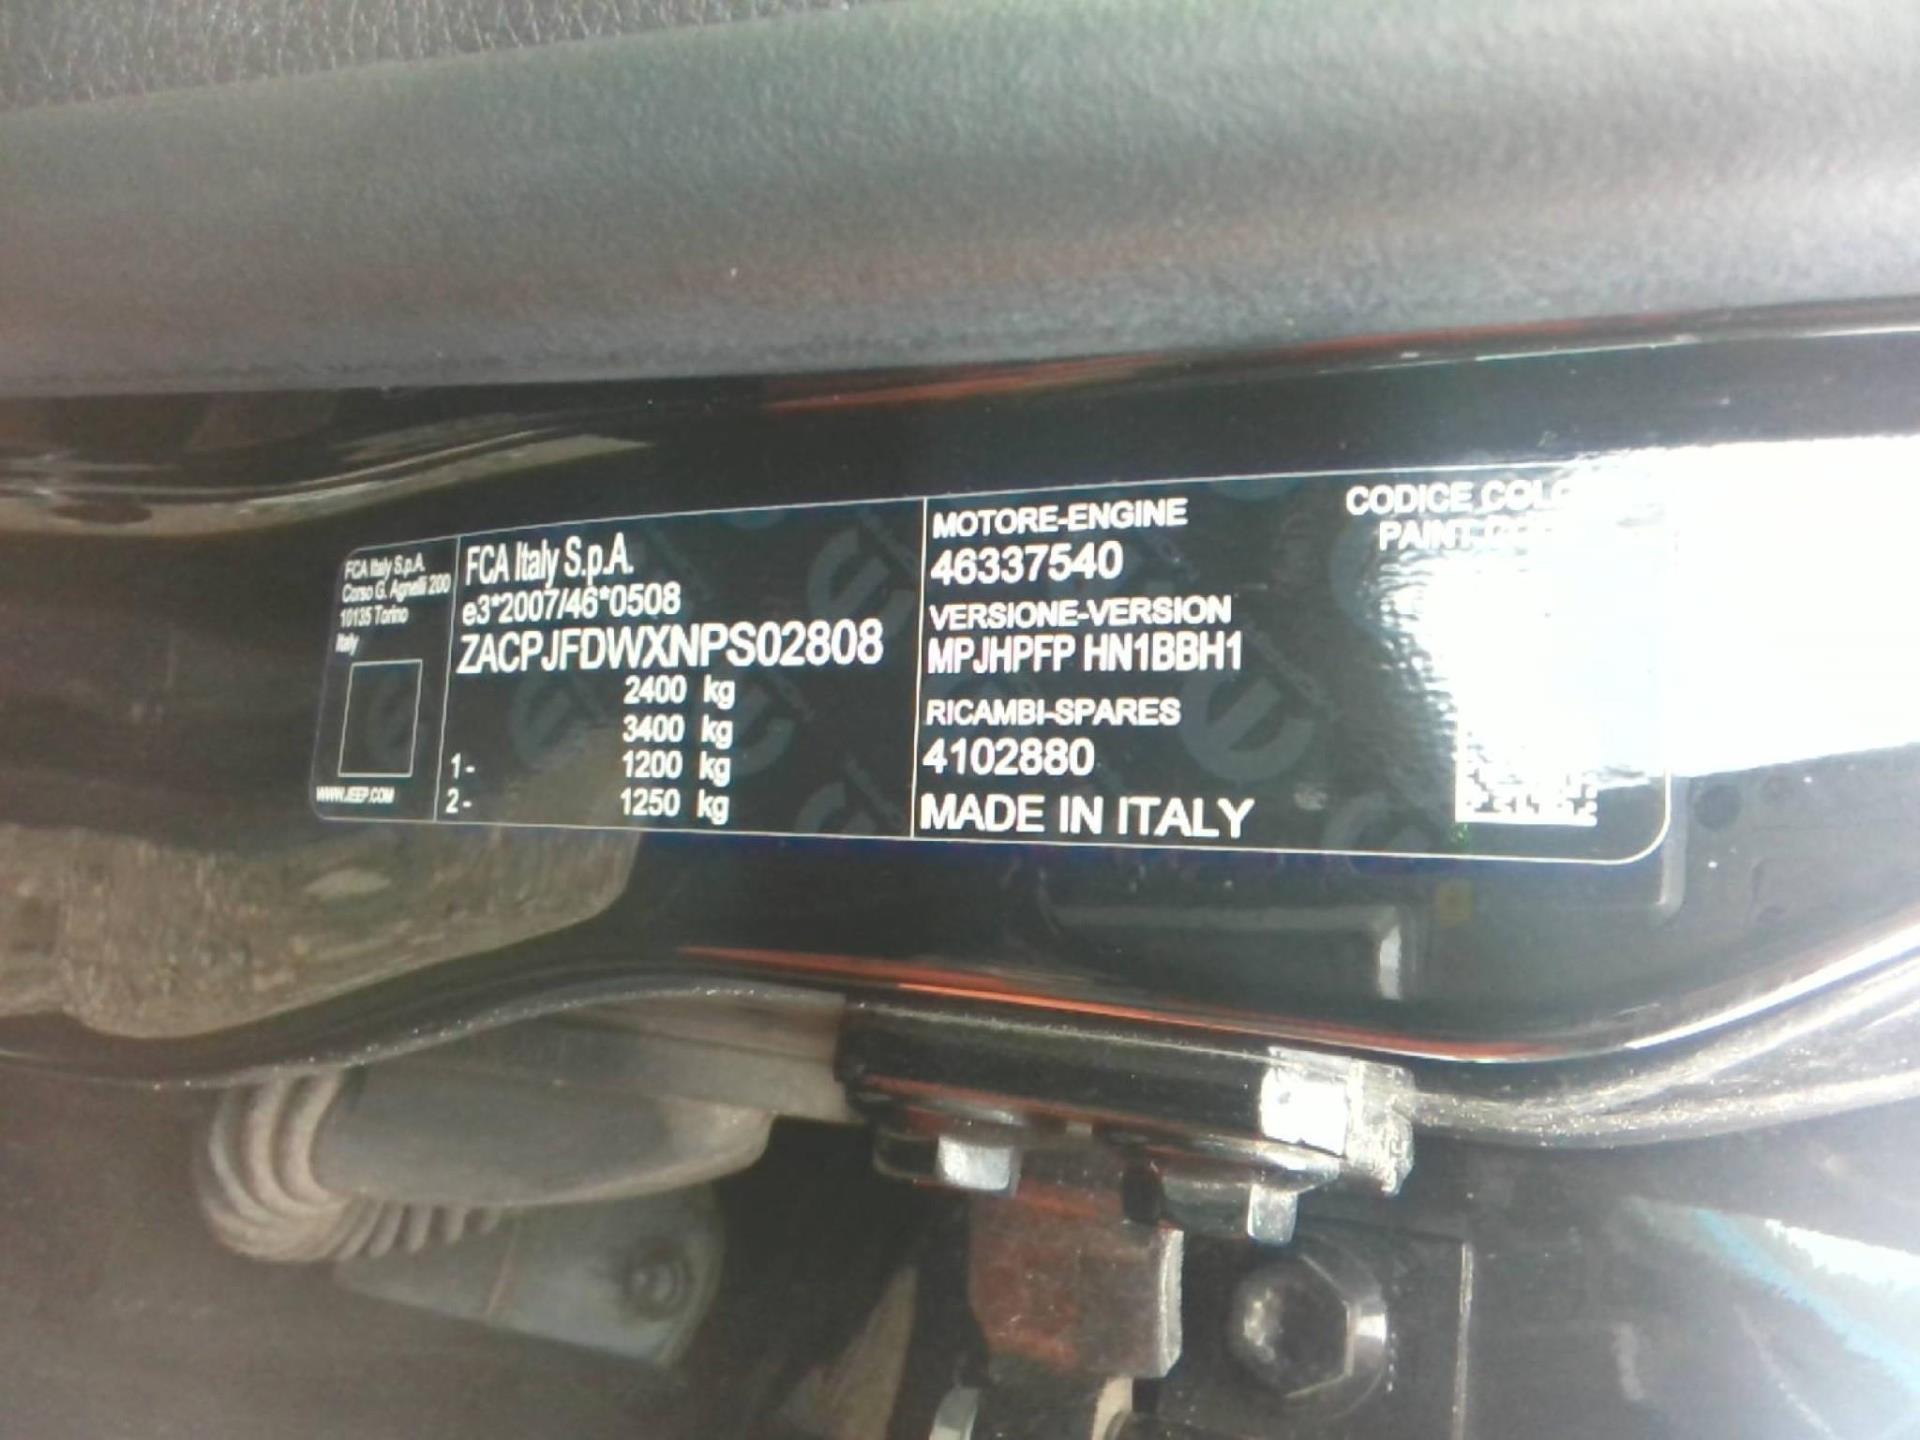 FCA Italy S.p.A.
Corso G. Agnelli 200
10135 Torino
Italy
WWW.JEEP.COM
FCA Italy S.p.A.
e3*2007/46*0508
ZACPJFDWXNPS02808
2400 kg
3400 kg
1- 1200 kg
2- 1250 kg
MOTORE-ENGINE
46337540
VERSIONE-VERSION
MPJHPFP HN1BBH1
RICAMBI-SPARES
4102880
MADE IN ITALY
CODICE
PAINT